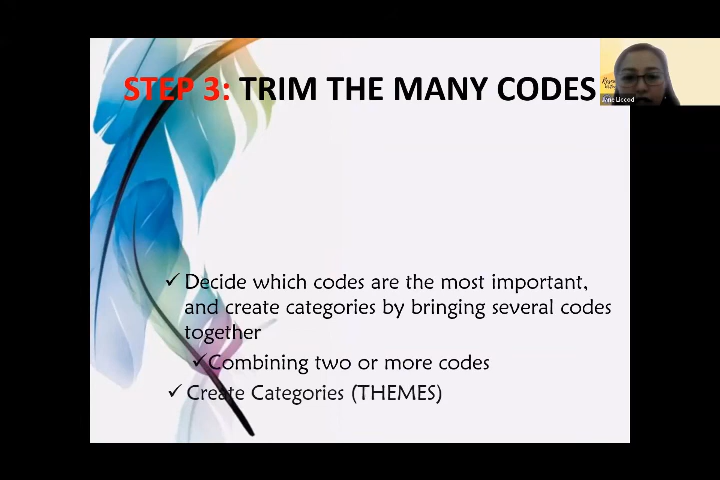 STEP 3: TRIM THE MANY CODES
✓ Decide which codes are the most important,
and create categories by bringing several codes
together
✓Combining two or more codes
✓ Create Categories (THEMES)